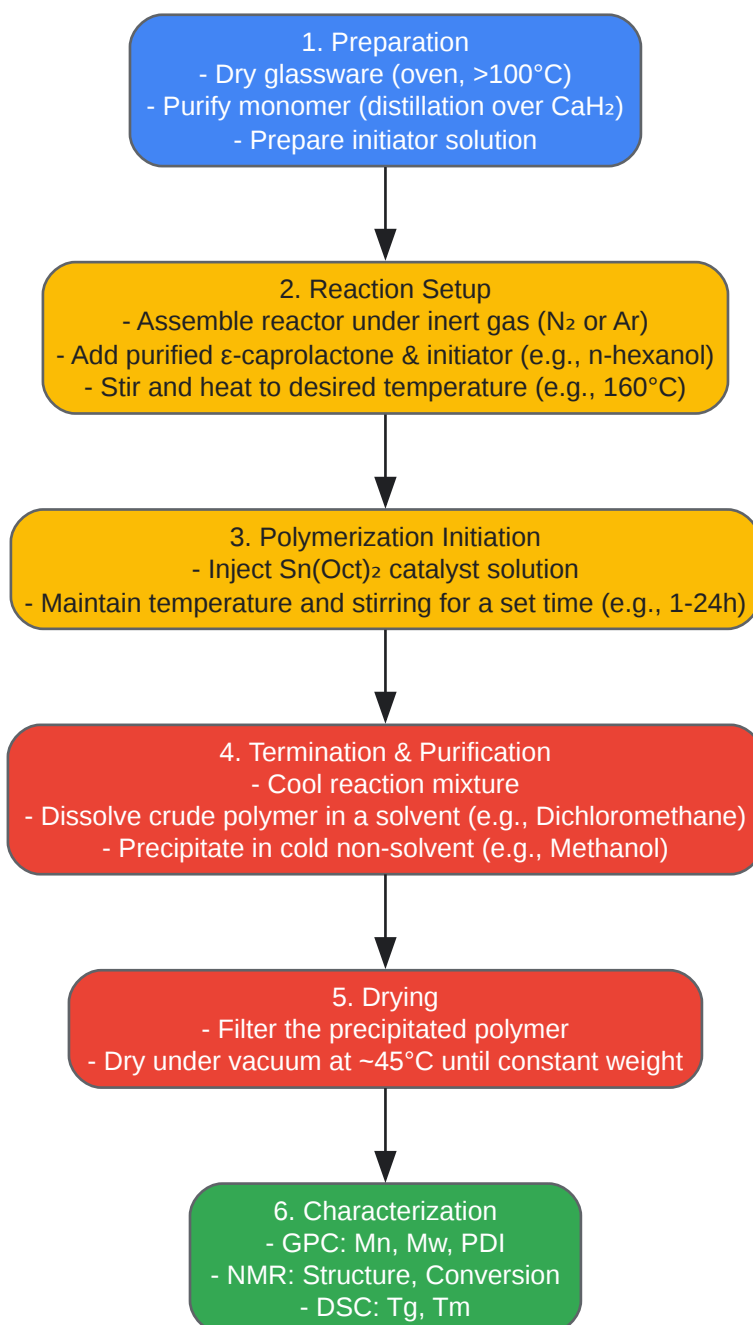 1. Preparation
- Dry glassware (oven, >100°C)
- Purify monomer (distillation over CaH₂)
- Prepare initiator solution
2. Reaction Setup
- Assemble reactor under inert gas (N₂ or Ar)
- Add purified ε-caprolactone & initiator (e.g., n-hexanol)
- Stir and heat to desired temperature (e.g., 160°C)
3. Polymerization Initiation
- Inject Sn(Oct)₂ catalyst solution
- Maintain temperature and stirring for a set time (e.g., 1-24h)
4. Termination & Purification
- Cool reaction mixture
- Dissolve crude polymer in a solvent (e.g., Dichloromethane)
- Precipitate in cold non-solvent (e.g., Methanol)
5. Drying
- Filter the precipitated polymer
- Dry under vacuum at ~45°C until constant weight
6. Characterization
- GPC: Mn, Mw, PDI
- NMR: Structure, Conversion
- DSC: Tg, Tm